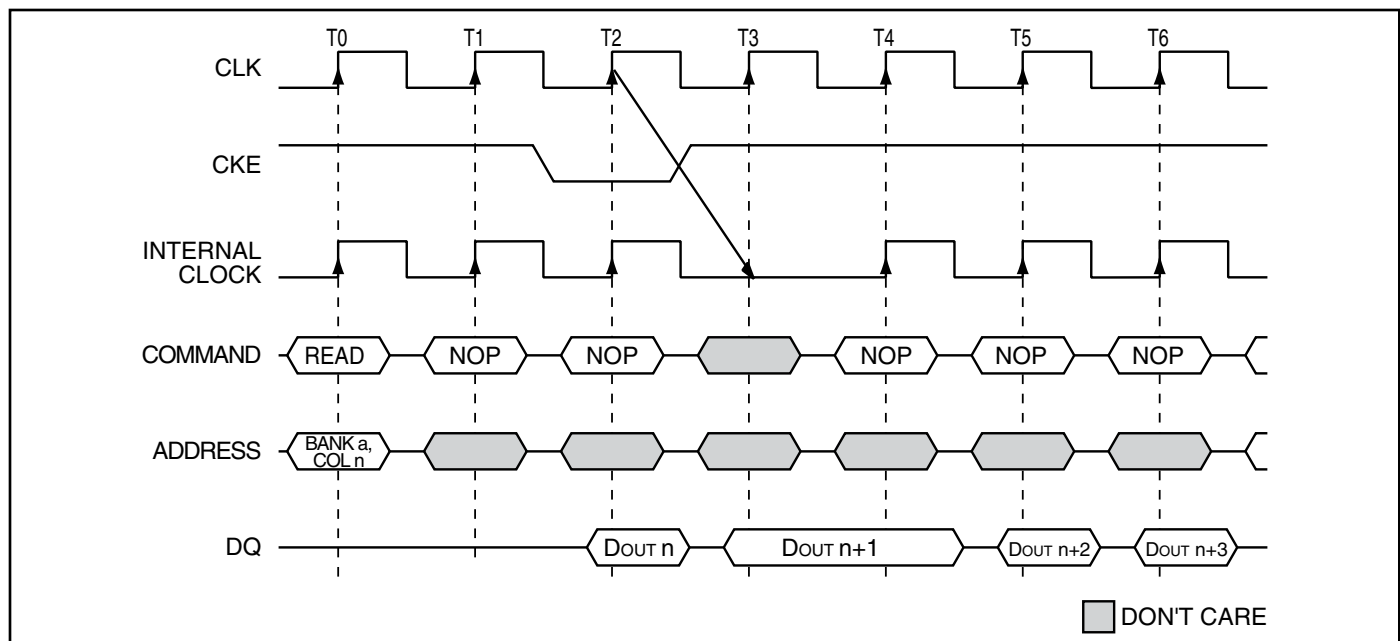 T0 T1 T2 T3 T4 T5 T6
CLK
CKE
INTERNAL
CLOCK
COMMAND READ NOP NOP NOP NOP NOP
ADDRESS BANK a,
COL n
DQ DOUT n DOUT n+1 DOUT n+2 DOUT n+3
DON'T CARE